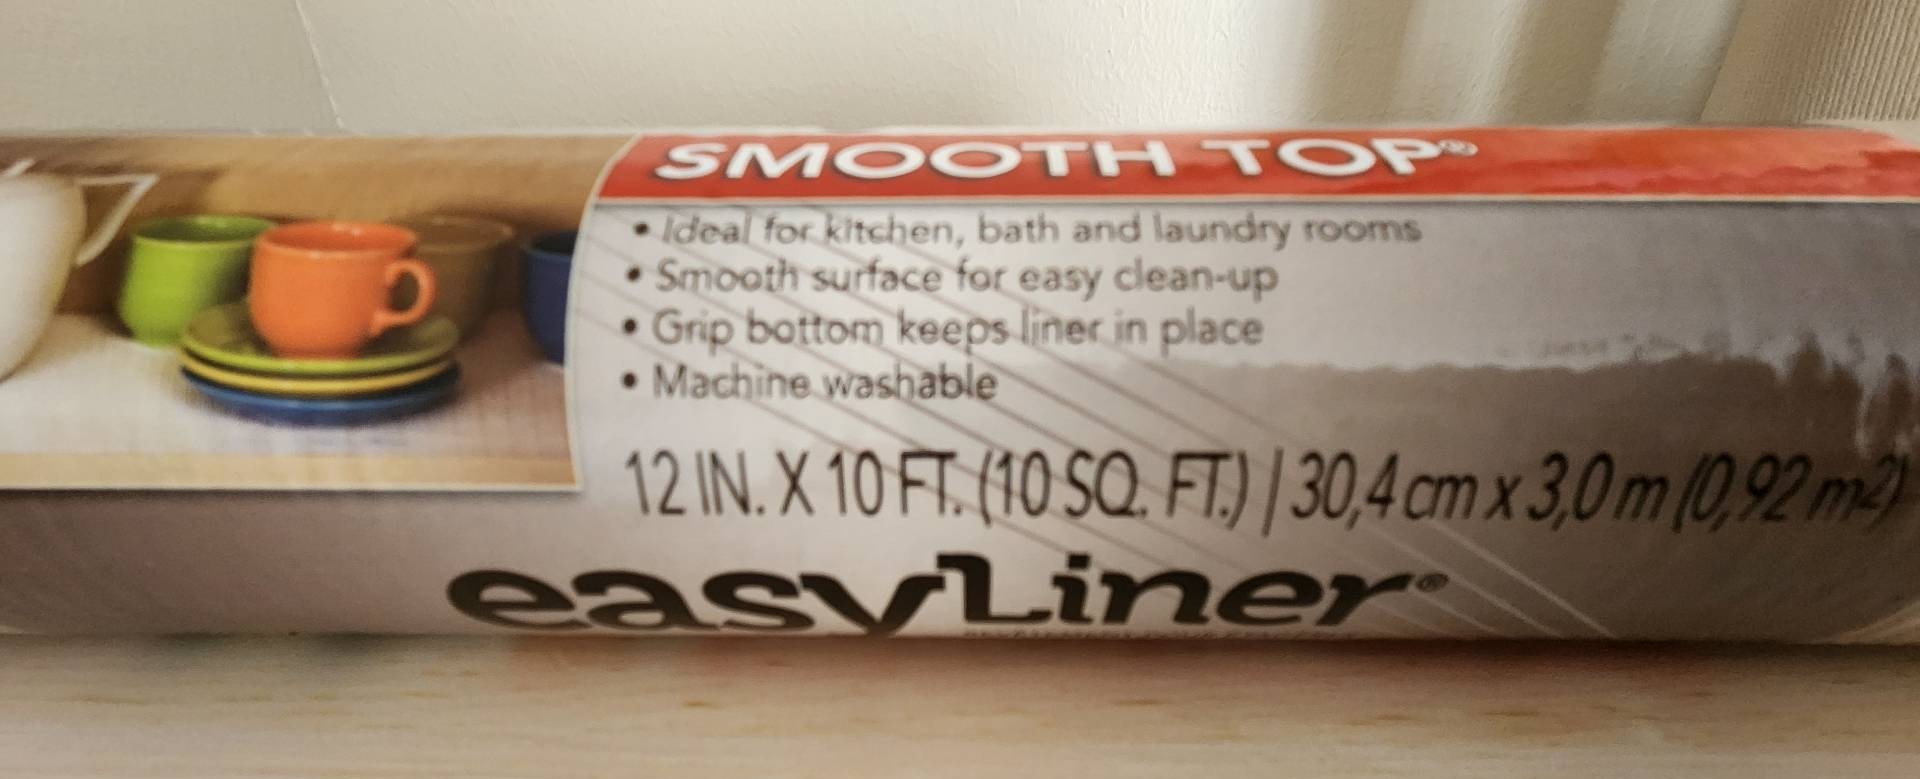 SMOOTH TOP®
• Ideal for kitchen, bath and laundry rooms
• Smooth surface for easy clean-up
• Grip bottom keeps liner in place
• Machine washable
12 IN. X 10 FT. (10 SQ. FT.) | 30,4 cm x 3,0 m (0,92 m2)
easyLiner®